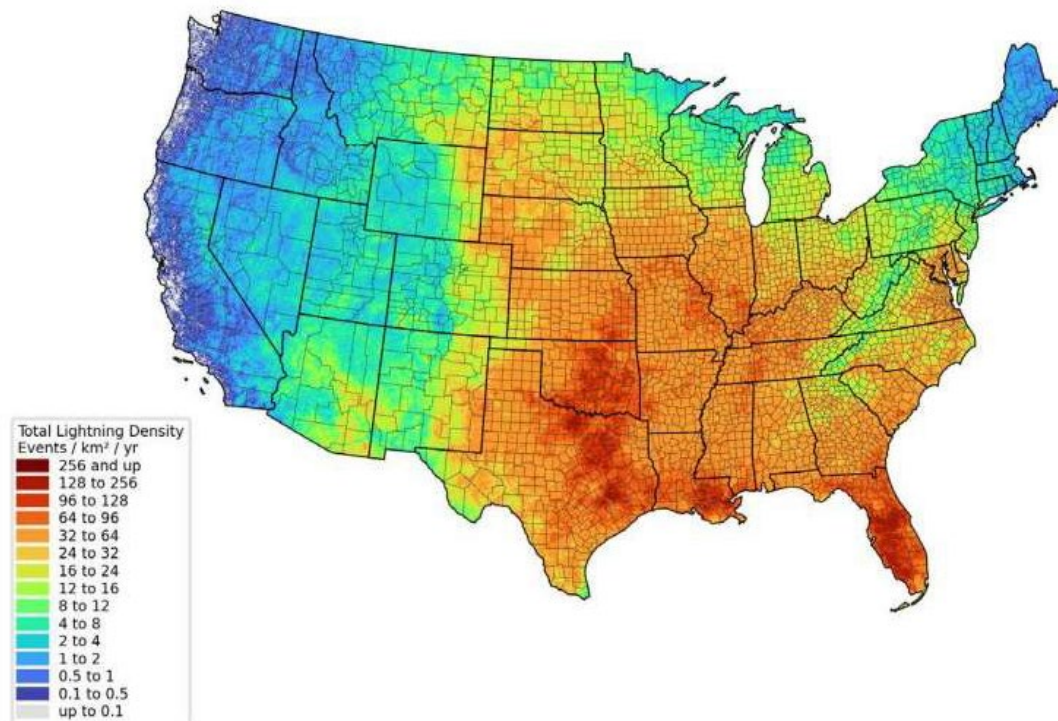 Total Lightning Density
Events / km² / yr
256 and up
128 to 256
96 to 128
64 to 96
32 to 64
24 to 32
16 to 24
12 to 16
8 to 12
4 to 8
2 to 4
1 to 2
0.5 to 1
0.1 to 0.5
up to 0.1